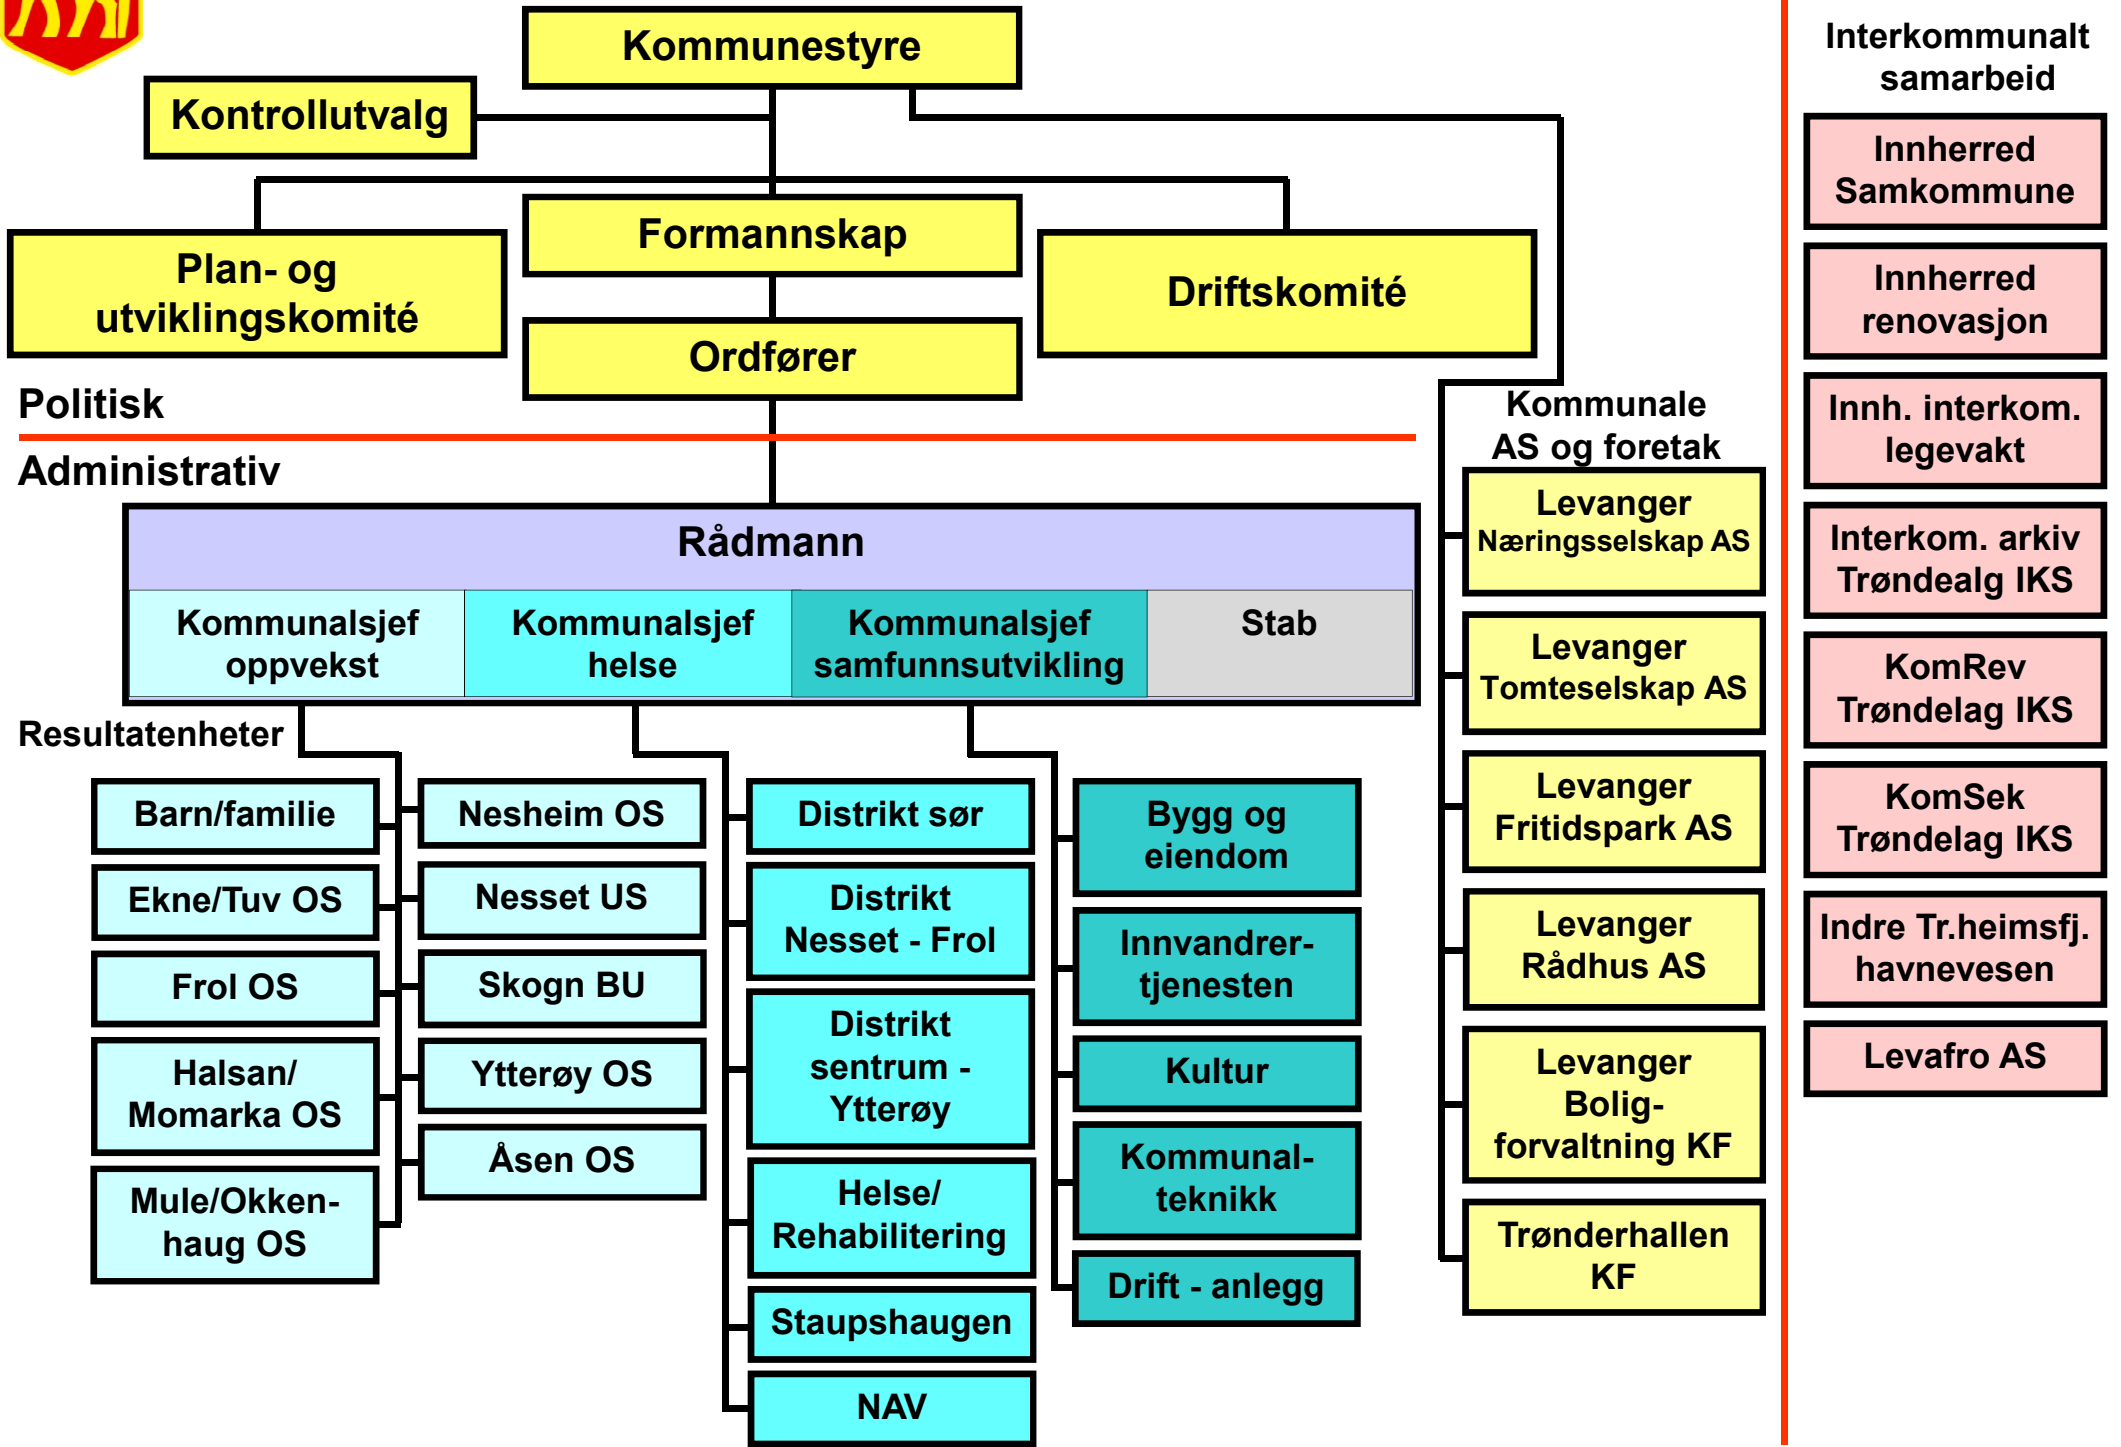 Kommunestyre
Kontrollutvalg
Formannskap
Plan- og
utviklingskomité
Driftskomité
Ordfører
Politisk
Administrativ
Rådmann
Kommunalsjef
oppvekst
Kommunalsjef
helse
Kommunalsjef
samfunnsutvikling
Stab
Resultatenheter
Barn/familie
Ekne/Tuv OS
Frol OS
Halsan/
Momarka OS
Mule/Okken-
haug OS
Nesheim OS
Nesset US
Skogn BU
Ytterøy OS
Åsen OS
Distrikt sør
Distrikt
Nesset - Frol
Distrikt
sentrum -
Ytterøy
Helse/
Rehabilitering
Staupshaugen
NAV
Bygg og
eiendom
Innvandrer-
tjenesten
Kultur
Kommunal-
teknikk
Drift - anlegg
Kommunale
AS og foretak
Levanger
Næringsselskap AS
Levanger
Tomteselskap AS
Levanger
Fritidspark AS
Levanger
Rådhus AS
Levanger
Bolig-
forvaltning KF
Trønderhallen
KF
Interkommunalt
samarbeid
Innherred
Samkommune
Innherred
renovasjon
Innh. interkom.
legevakt
Interkom. arkiv
Trøndealg IKS
KomRev
Trøndelag IKS
KomSek
Trøndelag IKS
Indre Tr.heimsfj.
havnevesen
Levafro AS